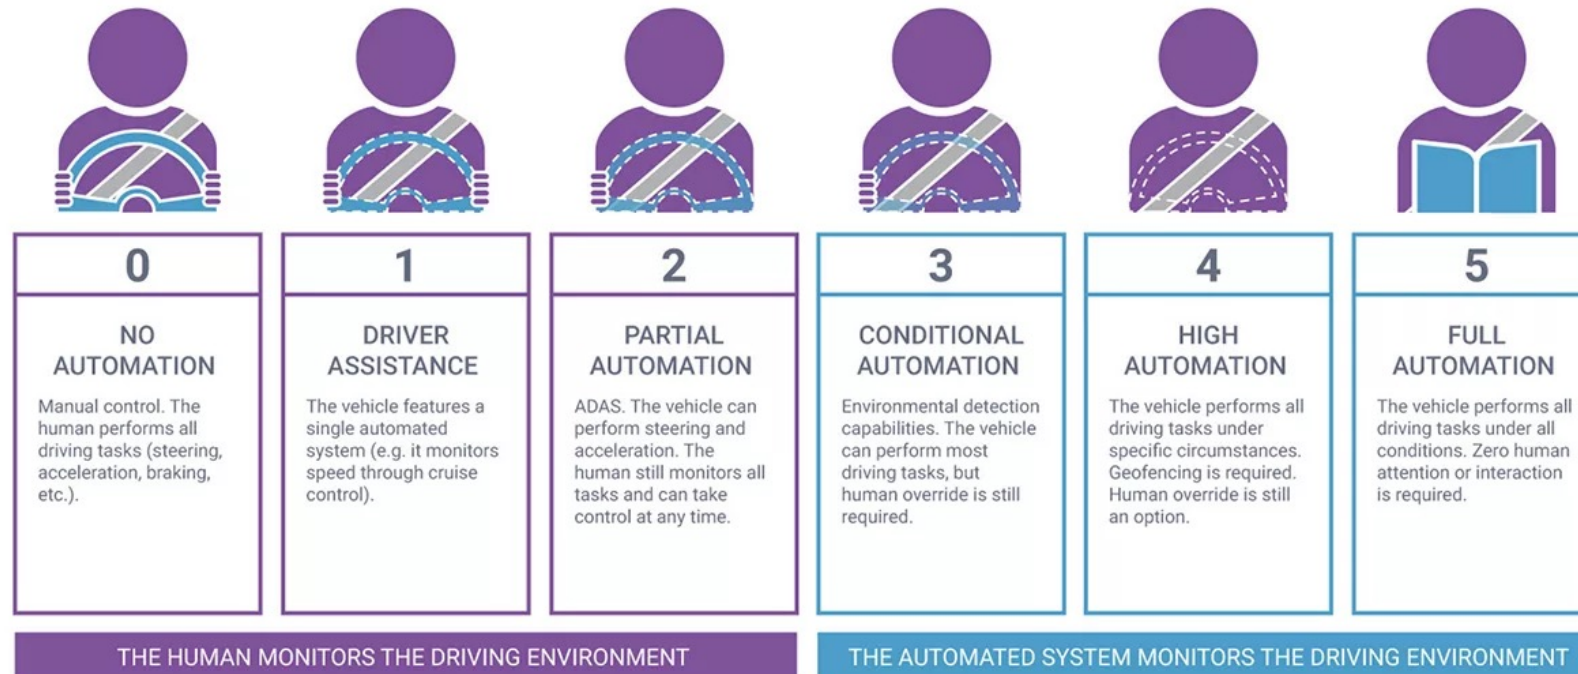 0
NO
AUTOMATION
Manual control. The
human performs all
driving tasks (steering,
acceleration, braking,
etc.).
1
DRIVER
ASSISTANCE
The vehicle features a
single automated
system (e.g. it monitors
speed through cruise
control).
2
PARTIAL
AUTOMATION
ADAS. The vehicle can
perform steering and
acceleration. The
human still monitors all
tasks and can take
control at any time.
3
CONDITIONAL
AUTOMATION
Environmental detection
capabilities. The vehicle
can perform most
driving tasks, but
human override is still
required.
4
HIGH
AUTOMATION
The vehicle performs all
driving tasks under
specific circumstances.
Geofencing is required.
Human override is still
an option.
5
FULL
AUTOMATION
The vehicle performs all
driving tasks under all
conditions. Zero human
attention or interaction
is required.
THE HUMAN MONITORS THE DRIVING ENVIRONMENT
THE AUTOMATED SYSTEM MONITORS THE DRIVING ENVIRONMENT